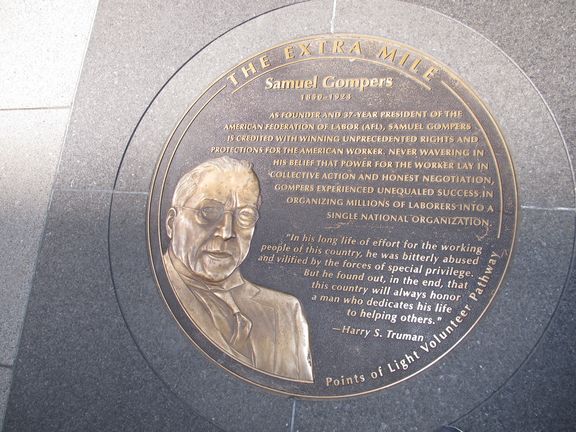 THE EXTRA MILE
Samuel Gompers
1850–1923
AS FOUNDER AND 37-YEAR PRESIDENT OF THE
AMERICAN FEDERATION OF LABOR (AFL), SAMUEL GOMPERS
IS CREDITED WITH WINNING UNPRECEDENTED RIGHTS AND
PROTECTIONS FOR THE AMERICAN WORKER. NEVER WAVERING IN
HIS BELIEF THAT POWER FOR THE WORKER LAY IN
COLLECTIVE ACTION AND HONEST NEGOTIATION,
GOMPERS EXPERIENCED UNEQUALED SUCCESS IN
ORGANIZING MILLIONS OF LABORERS INTO A
SINGLE NATIONAL ORGANIZATION.
"In his long life of effort for the working
people of this country, he was bitterly abused
and vilified by the forces of special privilege.
But he found out, in the end, that
this country will always honor
a man who dedicates his life
to helping others."
—Harry S. Truman
Points of Light Volunteer Pathway